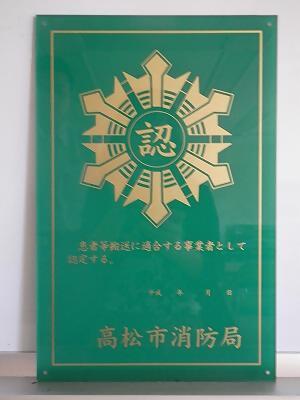 認
患者等輸送に適合する事業者として
認定する。
平成 年 月 日
高松市消防局